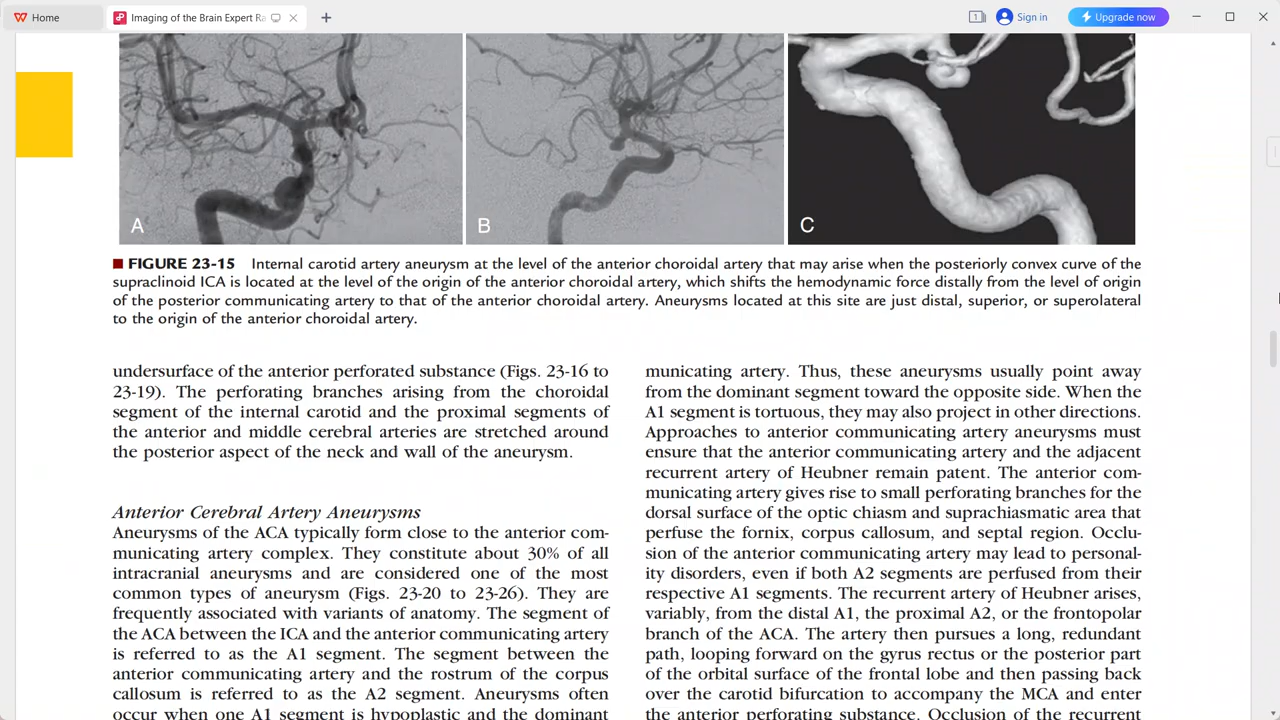 Home
Imaging of the Brain Expert Ra
1
Sign in
Upgrade now
A
B
C
■ FIGURE 23-15 Internal carotid artery aneurysm at the level of the anterior choroidal artery that may arise when the posteriorly convex curve of the
supraclinoid ICA is located at the level of the origin of the anterior choroidal artery, which shifts the hemodynamic force distally from the level of origin
of the posterior communicating artery to that of the anterior choroidal artery. Aneurysms located at this site are just distal, superior, or superolateral
to the origin of the anterior choroidal artery.
undersurface of the anterior perforated substance (Figs. 23-16 to
23-19). The perforating branches arising from the choroidal
segment of the internal carotid and the proximal segments of
the anterior and middle cerebral arteries are stretched around
the posterior aspect of the neck and wall of the aneurysm.
Anterior Cerebral Artery Aneurysms
Aneurysms of the ACA typically form close to the anterior com-
municating artery complex. They constitute about 30% of all
intracranial aneurysms and are considered one of the most
common types of aneurysm (Figs. 23-20 to 23-26). They are
frequently associated with variants of anatomy. The segment of
the ACA between the ICA and the anterior communicating artery
is referred to as the A1 segment. The segment between the
anterior communicating artery and the rostrum of the corpus
callosum is referred to as the A2 segment. Aneurysms often
occur when one A1 segment is hypoplastic and the dominant
municating artery. Thus, these aneurysms usually point away
from the dominant segment toward the opposite side. When the
A1 segment is tortuous, they may also project in other directions.
Approaches to anterior communicating artery aneurysms must
ensure that the anterior communicating artery and the adjacent
recurrent artery of Heubner remain patent. The anterior com-
municating artery gives rise to small perforating branches for the
dorsal surface of the optic chiasm and suprachiasmatic area that
perfuse the fornix, corpus callosum, and septal region. Occlu-
sion of the anterior communicating artery may lead to personal-
ity disorders, even if both A2 segments are perfused from their
respective A1 segments. The recurrent artery of Heubner arises,
variably, from the distal A1, the proximal A2, or the frontopolar
branch of the ACA. The artery then pursues a long, redundant
path, looping forward on the gyrus rectus or the posterior part
of the orbital surface of the frontal lobe and then passing back
over the carotid bifurcation to accompany the MCA and enter
the anterior perforating substance. Occlusion of the recurrent